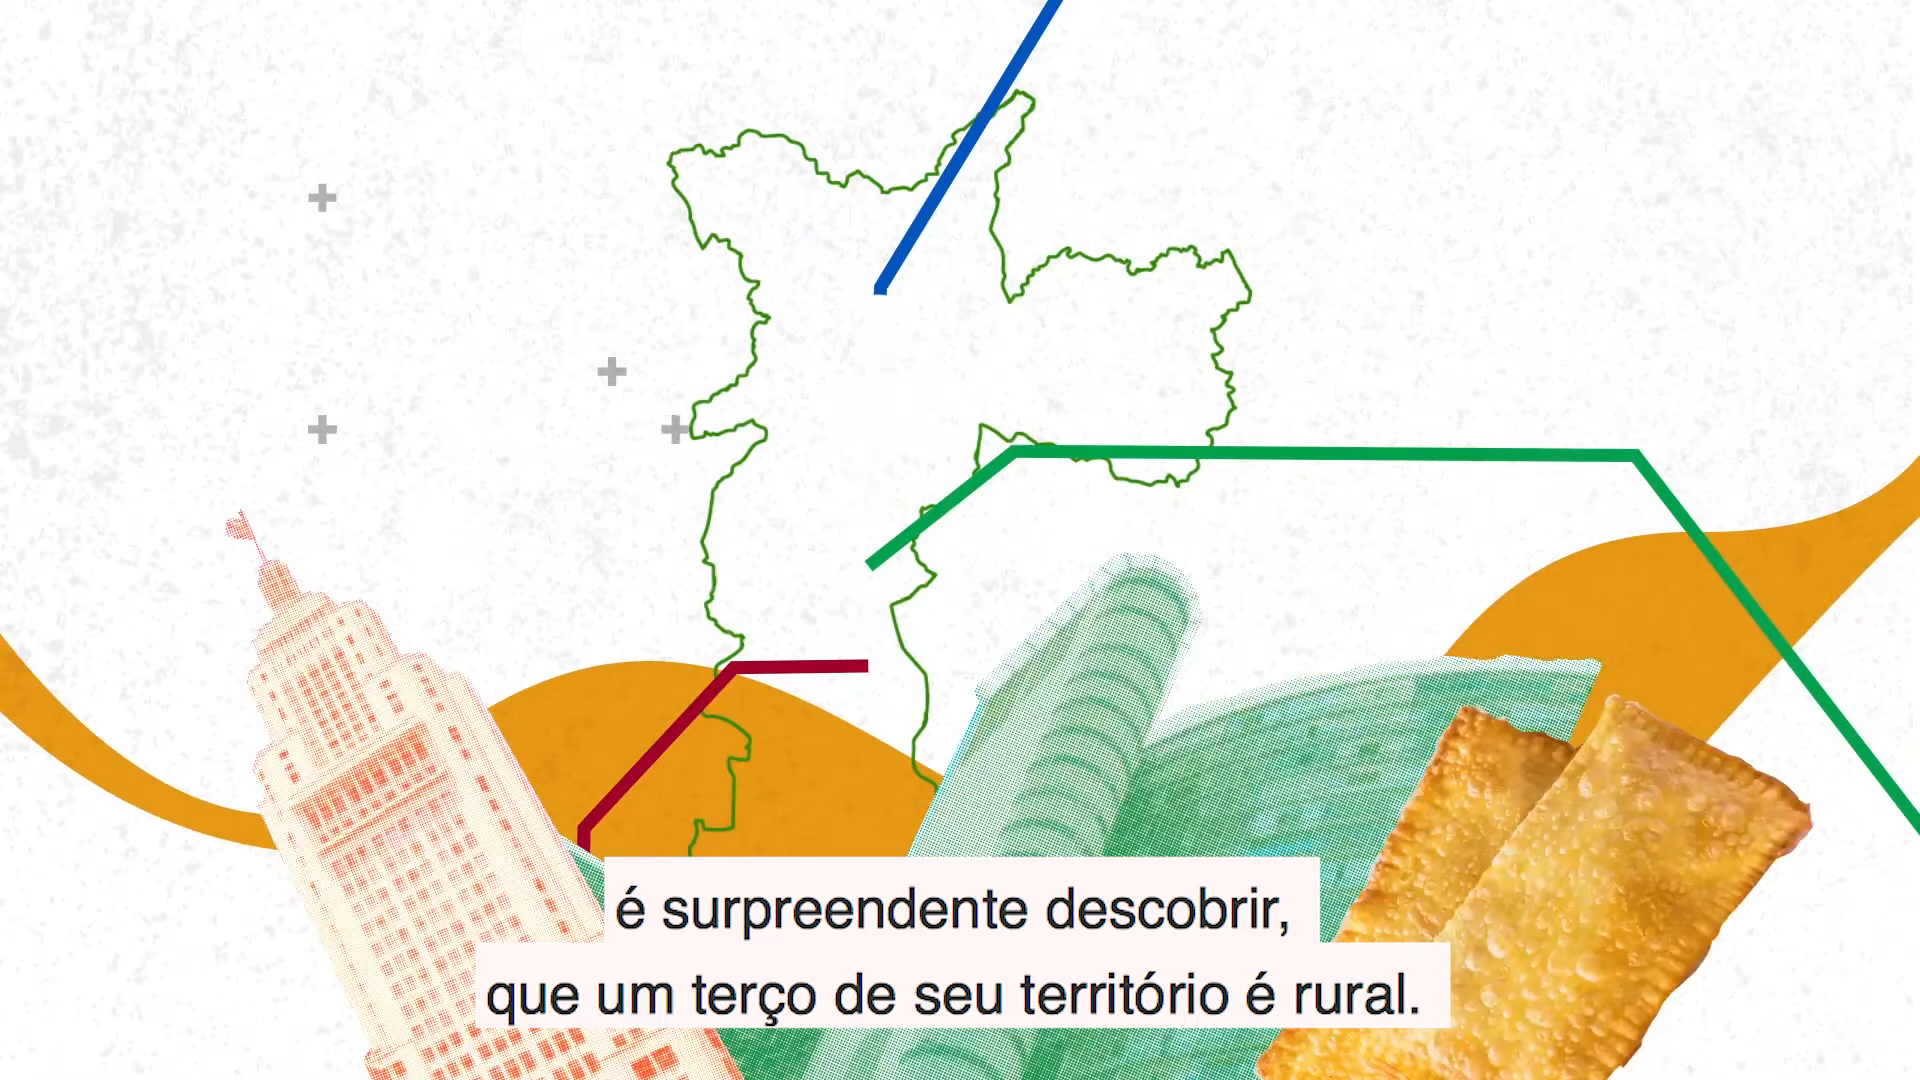 é surpreendente descobrir,
que um terço de seu território é rural.